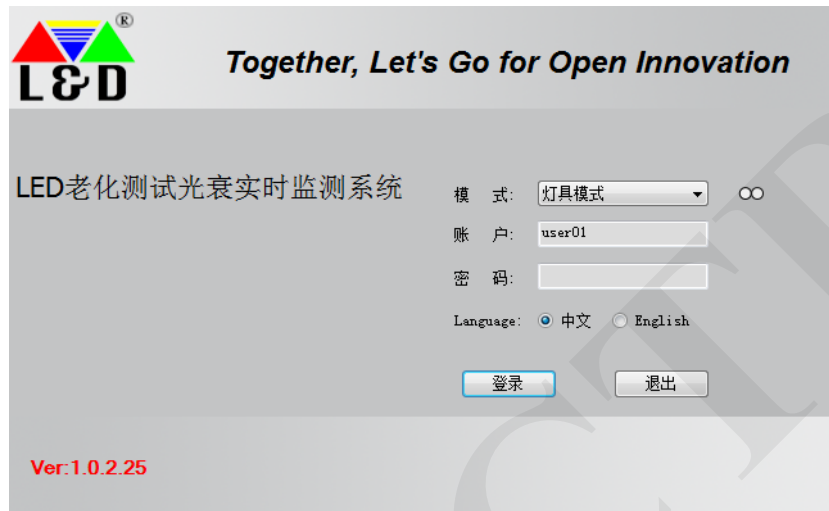 ®
L&D
Together, Let's Go for Open Innovation
LED老化测试光衰实时监测系统
模 式: 灯具模式
账 户: user01
密 码:
Language: 中文 English
登录 退出
Ver:1.0.2.25